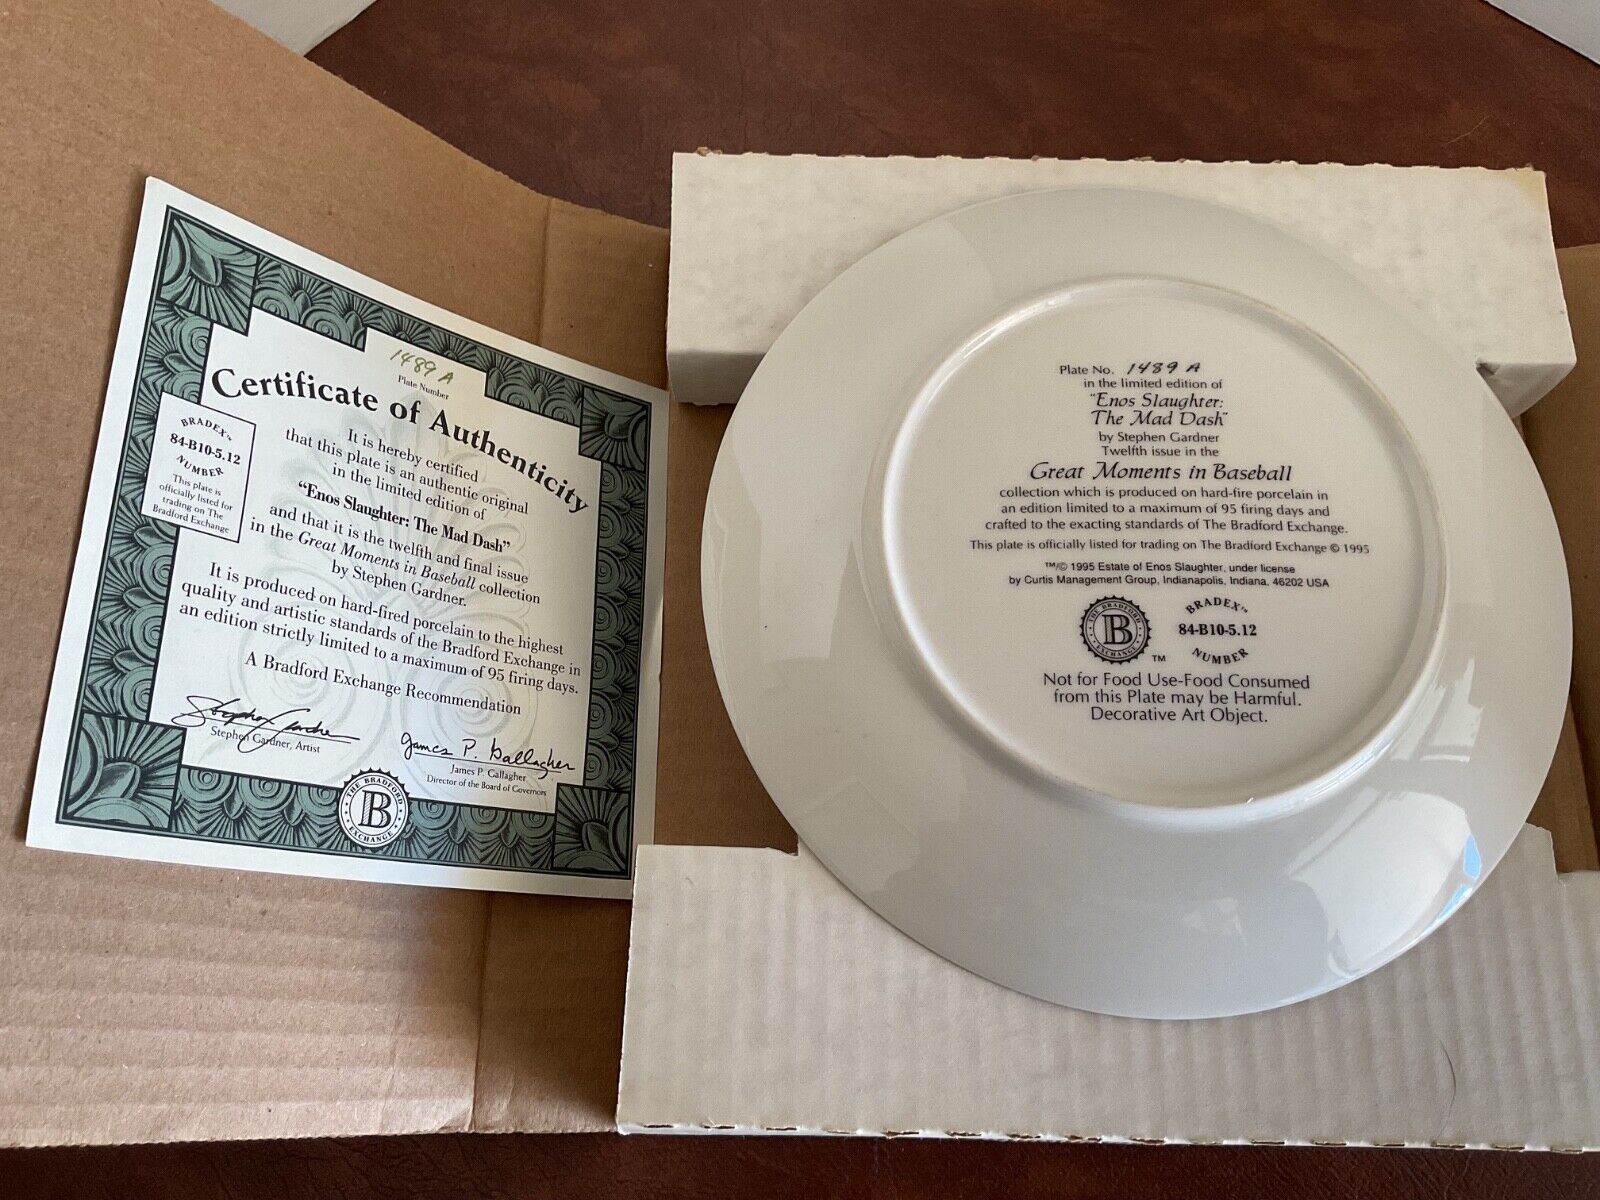 1489 A
Plate Number
Certificate of Authenticity
BRADEX™
84-B10-5.12
NUMBER
This plate is
officially listed for
trading on The
Bradford Exchange
It is hereby certified
that this plate is an authentic original
in the limited edition of
“Enos Slaughter: The Mad Dash”
and that it is the twelfth and final issue
in the Great Moments in Baseball collection
by Stephen Gardner.
It is produced on hard-fired porcelain to the highest
quality and artistic standards of the Bradford Exchange in
an edition strictly limited to a maximum of 95 firing days.
A Bradford Exchange Recommendation
Stephen Gardner
Stephen Gardner, Artist
James P. Gallagher
James P. Gallagher
Director of the Board of Governors
THE BRADFORD
B
EXCHANGE
Plate No. 1489 A
in the limited edition of
"Enos Slaughter:
The Mad Dash"
by Stephen Gardner
Twelfth issue in the
Great Moments in Baseball
collection which is produced on hard-fire porcelain in
an edition limited to a maximum of 95 firing days and
crafted to the exacting standards of The Bradford Exchange.
This plate is officially listed for trading on The Bradford Exchange © 1995
™/© 1995 Estate of Enos Slaughter, under license
by Curtis Management Group, Indianapolis, Indiana, 46202 USA
THE BRADFORD
B
EXCHANGE
™
BRADEX™
84-B10-5.12
NUMBER
Not for Food Use-Food Consumed
from this Plate may be Harmful.
Decorative Art Object.